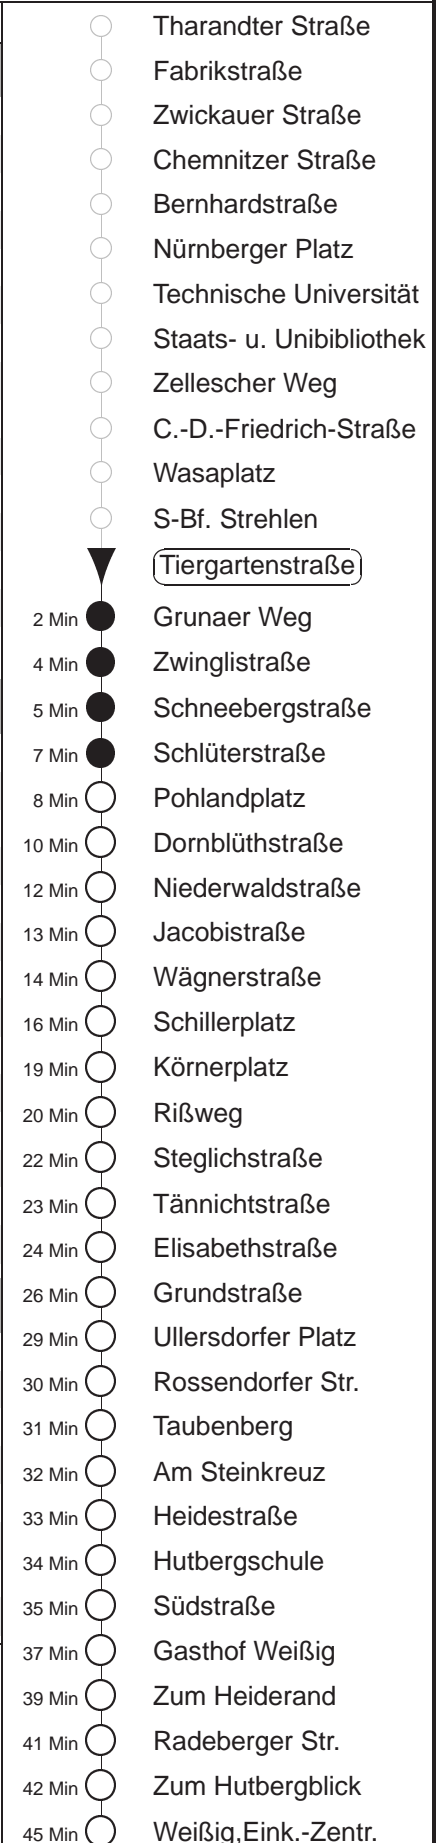 Tharandter Straße
Fabrikstraße
Zwickauer Straße
Chemnitzer Straße
Bernhardstraße
Nürnberger Platz
Technische Universität
Staats- u. Unibibliothek
Zellescher Weg
C.-D.-Friedrich-Straße
Wasaplatz
S-Bf. Strehlen
Tiergartenstraße
2 Min Grunaer Weg
4 Min Zwinglistraße
5 Min Schneebergstraße
7 Min Schlüterstraße
8 Min Pohlandplatz
10 Min Dornblüthstraße
12 Min Niederwaldstraße
13 Min Jacobistraße
14 Min Wägnerstraße
16 Min Schillerplatz
19 Min Körnerplatz
20 Min Rißweg
22 Min Steglichstraße
23 Min Tännichtstraße
24 Min Elisabethstraße
26 Min Grundstraße
29 Min Ullersdorfer Platz
30 Min Rossendorfer Str.
31 Min Taubenberg
32 Min Am Steinkreuz
33 Min Heidestraße
34 Min Hutbergschule
35 Min Südstraße
37 Min Gasthof Weißig
39 Min Zum Heiderand
41 Min Radeberger Str.
42 Min Zum Hutbergblick
45 Min Weißig,Eink.-Zentr.